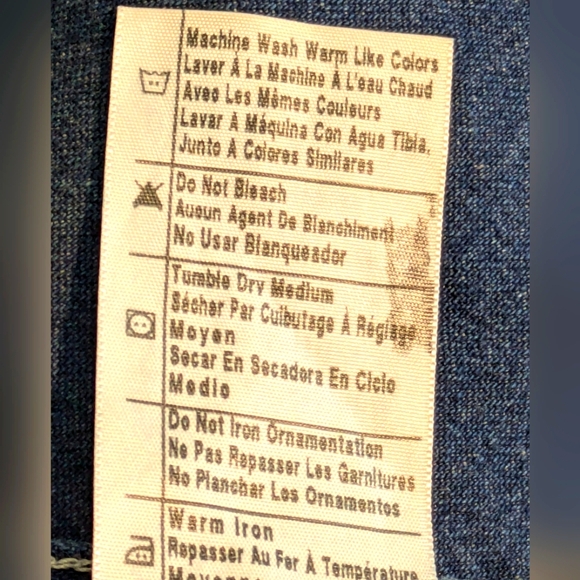 Machine Wash Warm Like Colors
Laver À La Machine À L'eau Chaud
Avec Les Mêmes Couleurs
Lavar A Máquina Con Agua Tibia,
Junto A Colores Similares
Do Not Bleach
Aucun Agent De Blanchiment
No Usar Blanqueador
Tumble Dry Medium
Sécher Par Culbutage À Réglage
Moyen
Secar En Secadora En Ciclo
Medio
Do Not Iron Ornamentation
Ne Pas Repasser Les Garnitures
No Planchar Los Ornamentos
Warm Iron
Repasser Au Fer À Température